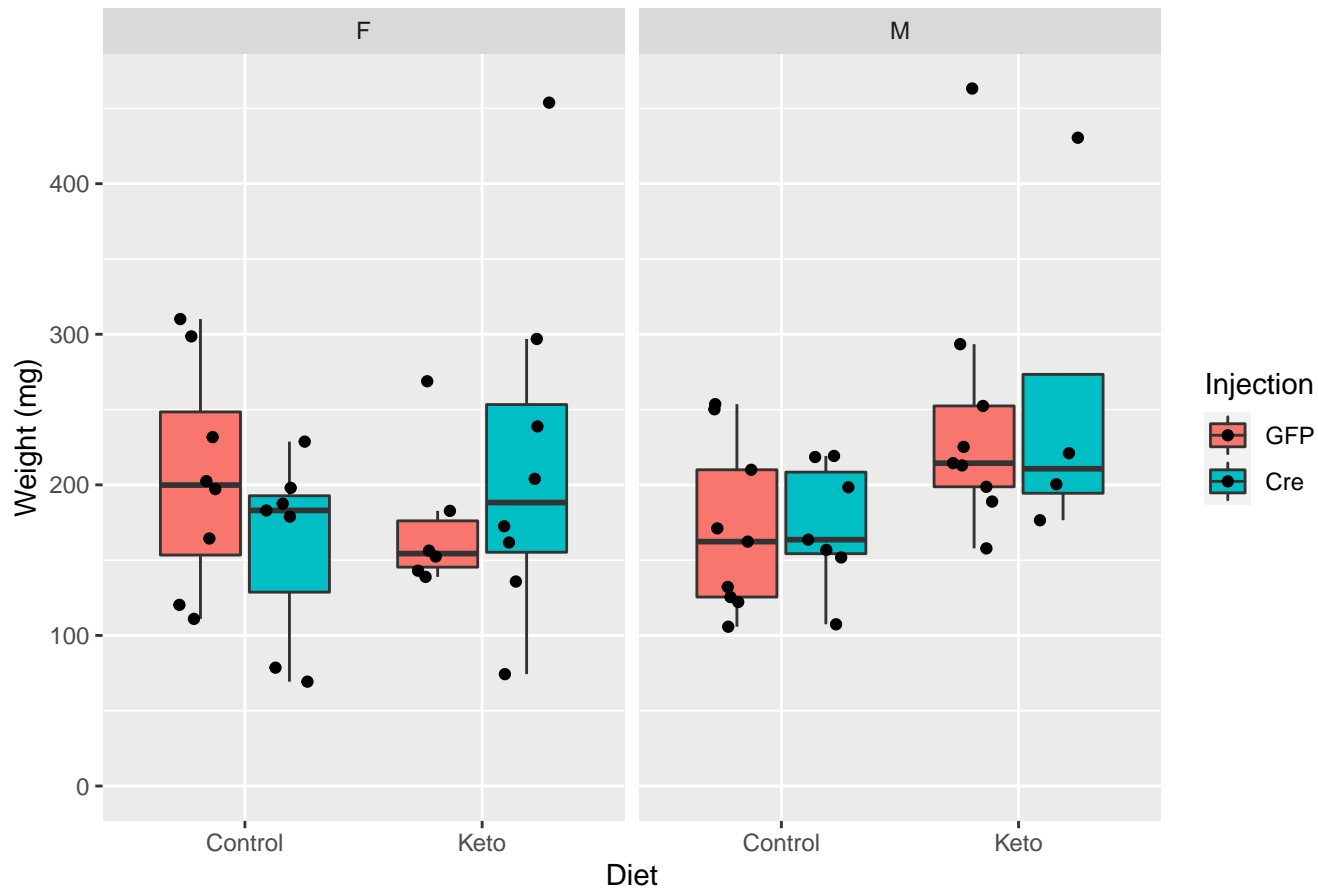 F
M
400
300
200
100
0
Weight (mg)
Control
Keto
Control
Keto
Diet
Injection
GFP
Cre